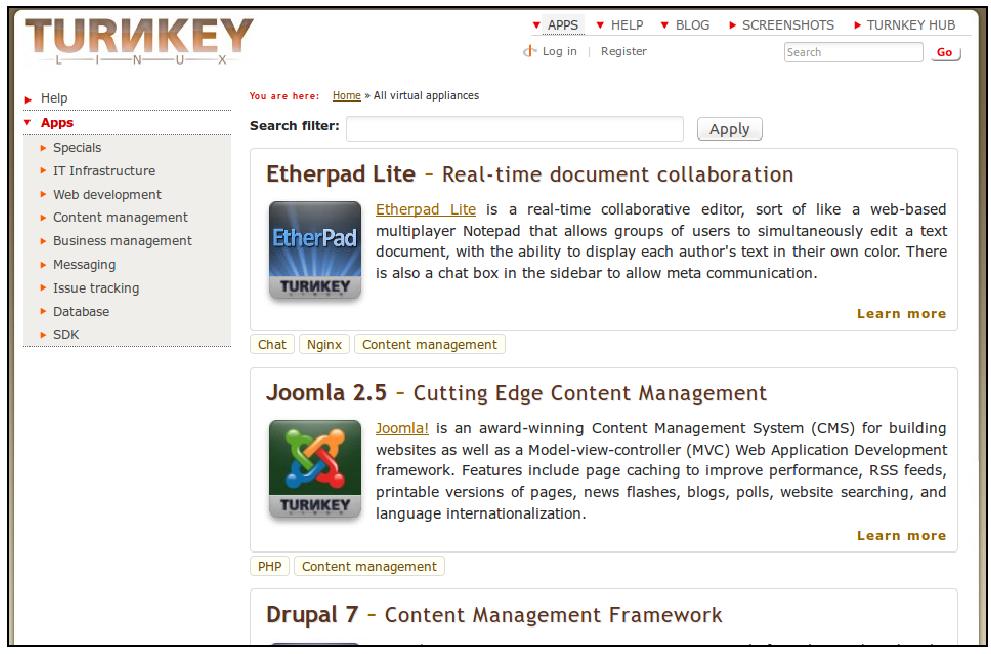 TURNKEY
LINUX
APPS HELP BLOG SCREENSHOTS TURNKEY HUB
Log in | Register
Search Go
Help
Apps
Specials
IT Infrastructure
Web development
Content management
Business management
Messaging
Issue tracking
Database
SDK
You are here: Home » All virtual appliances
Search filter: Apply
Etherpad Lite – Real-time document collaboration
EtherPad
TURNKEY
LINUX
Etherpad Lite is a real-time collaborative editor, sort of like a web-based
multiplayer Notepad that allows groups of users to simultaneously edit a text
document, with the ability to display each author's text in their own color. There
is also a chat box in the sidebar to allow meta communication.
Learn more
Chat Nginx Content management
Joomla 2.5 – Cutting Edge Content Management
TURNKEY
LINUX
Joomla! is an award-winning Content Management System (CMS) for building
websites as well as a Model-view-controller (MVC) Web Application Development
framework. Features include page caching to improve performance, RSS feeds,
printable versions of pages, news flashes, blogs, polls, website searching, and
language internationalization.
Learn more
PHP Content management
Drupal 7 – Content Management Framework